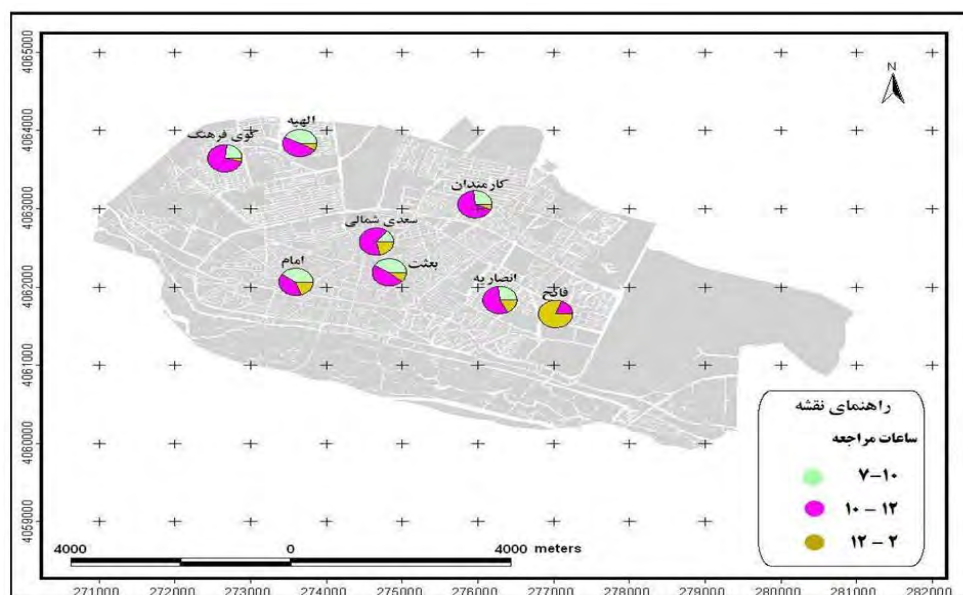 4065000
4064000
4063000
4062000
4061000
4060000
4059000
N
الهیه
کوی فرهنگ
کارمندان
سعدی شمالی
بعثت
امام
انصاریه
فاتح
راهنمای نقشه
ساعات مراجعه
۷-۱۰
۱۰ - ۱۲
۱۲ - ۲
4000 0 4000 meters
271000 272000 273000 274000 275000 276000 277000 278000 279000 280000 281000 282000